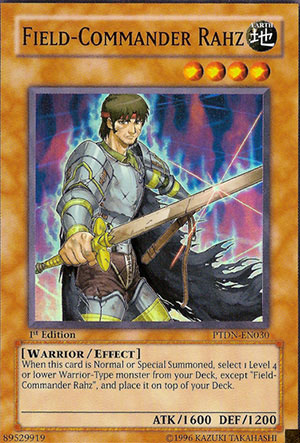 FIELD-COMMANDER RAHZ
EARTH
地
1st Edition
PTDN-EN030
[WARRIOR / EFFECT]
When this card is Normal or Special Summoned, select 1 Level 4
or lower Warrior-Type monster from your Deck, except "Field-
Commander Rahz", and place it on top of your Deck.
ATK/1600 DEF/1200
89529919
©1996 KAZUKI TAKAHASHI